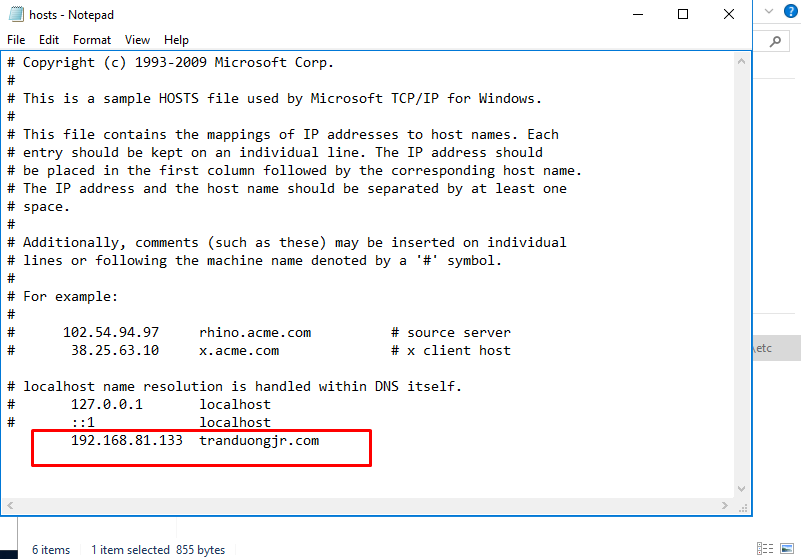 hosts - Notepad
File Edit Format View Help
# Copyright (c) 1993-2009 Microsoft Corp.
#
# This is a sample HOSTS file used by Microsoft TCP/IP for Windows.
#
# This file contains the mappings of IP addresses to host names. Each
# entry should be kept on an individual line. The IP address should
# be placed in the first column followed by the corresponding host name.
# The IP address and the host name should be separated by at least one
# space.
#
# Additionally, comments (such as these) may be inserted on individual
# lines or following the machine name denoted by a '#' symbol.
#
# For example:
#
#      102.54.94.97     rhino.acme.com          # source server
#       38.25.63.10     x.acme.com              # x client host

# localhost name resolution is handled within DNS itself.
#       127.0.0.1       localhost
#       ::1             localhost
        192.168.81.133  tranduongjr.com
\etc
6 items 1 item selected 855 bytes